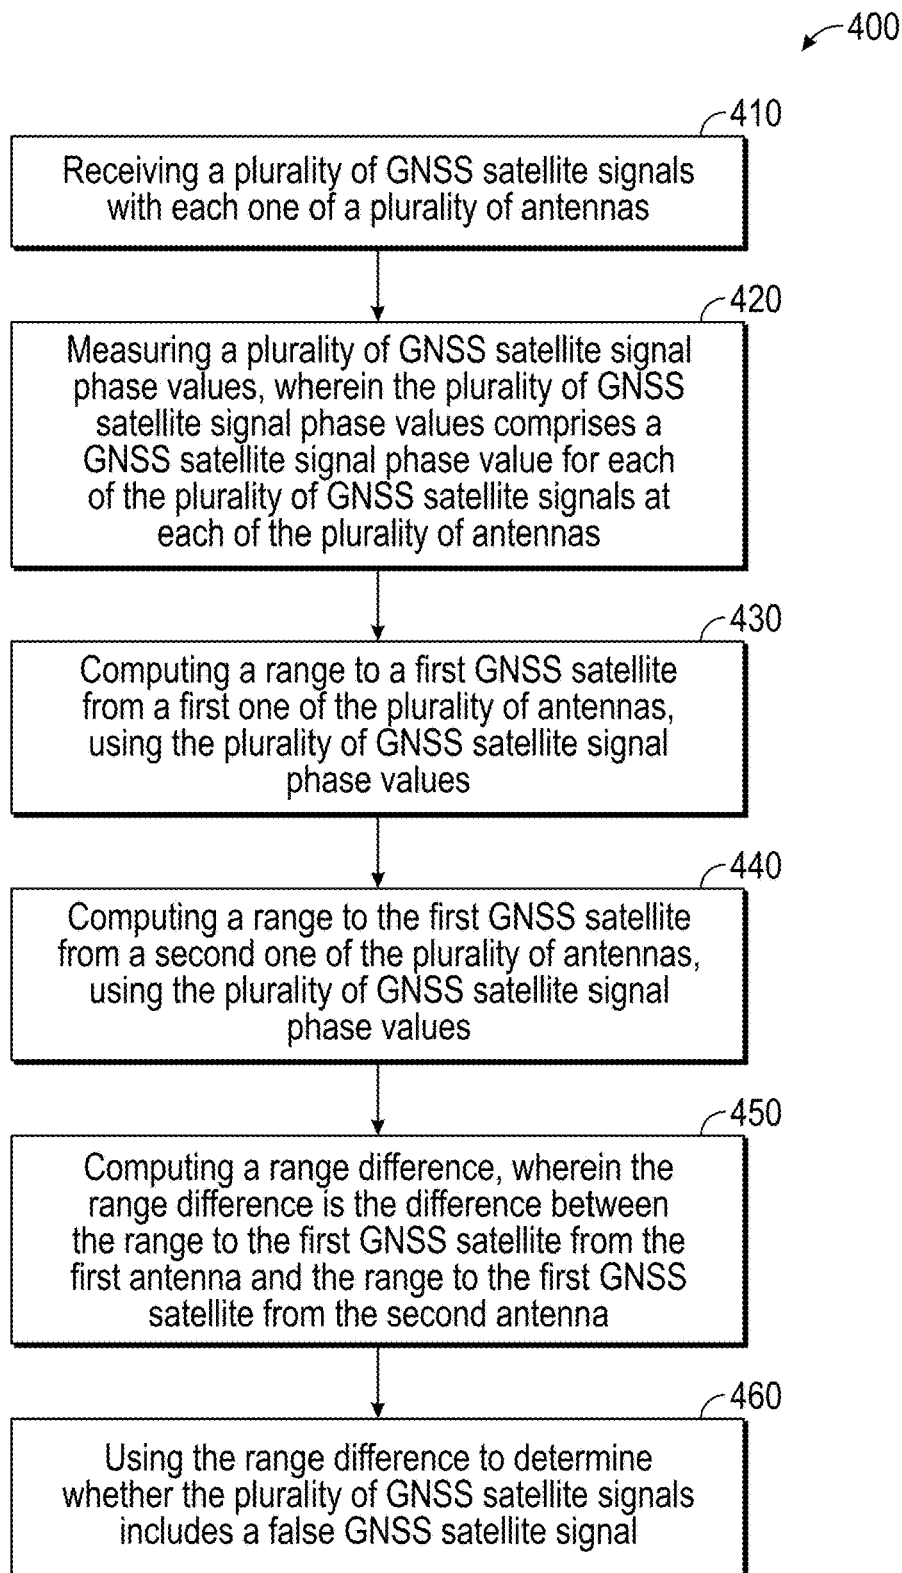 400
410
Receiving a plurality of GNSS satellite signals
with each one of a plurality of antennas
420
Measuring a plurality of GNSS satellite signal
phase values, wherein the plurality of GNSS
satellite signal phase values comprises a
GNSS satellite signal phase value for each
of the plurality of GNSS satellite signals at
each of the plurality of antennas
430
Computing a range to a first GNSS satellite
from a first one of the plurality of antennas,
using the plurality of GNSS satellite signal
phase values
440
Computing a range to the first GNSS satellite
from a second one of the plurality of antennas,
using the plurality of GNSS satellite signal
phase values
450
Computing a range difference, wherein the
range difference is the difference between
the range to the first GNSS satellite from the
first antenna and the range to the first GNSS
satellite from the second antenna
460
Using the range difference to determine
whether the plurality of GNSS satellite signals
includes a false GNSS satellite signal